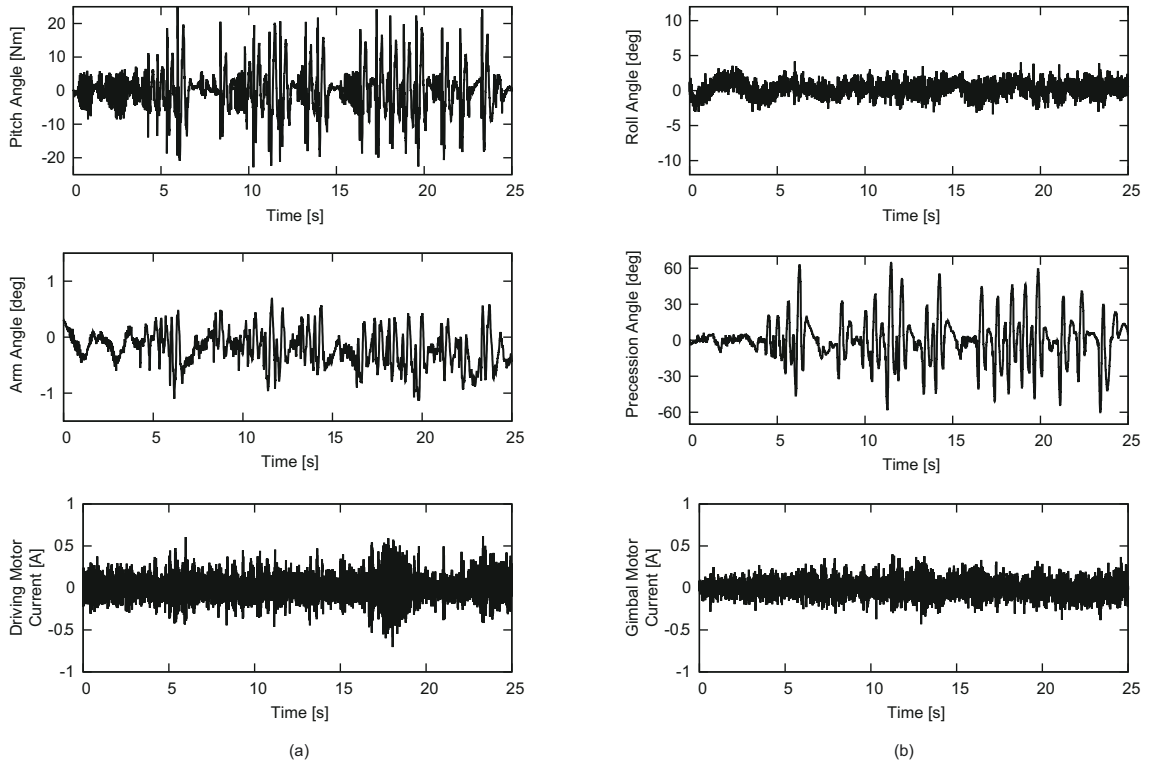 Pitch Angle [Nm]
20
10
0
-10
-20
0 5 10 15 20 25
Time [s]
Arm Angle [deg]
1
0
-1
0 5 10 15 20 25
Time [s]
Driving Motor
Current [A]
1
05
0
-0.5
-1
0 5 10 15 20 25
Time [s]
(a)
Roll Angle [deg]
10
5
0
-5
-10
0 5 10 15 20 25
Time [s]
Precession Angle [deg]
60
30
0
-30
-60
0 5 10 15 20 25
Time [s]
Gimbal Motor
Current [A]
1
0.5
0
-0.5
-1
0 5 10 15 20 25
Time [s]
(b)